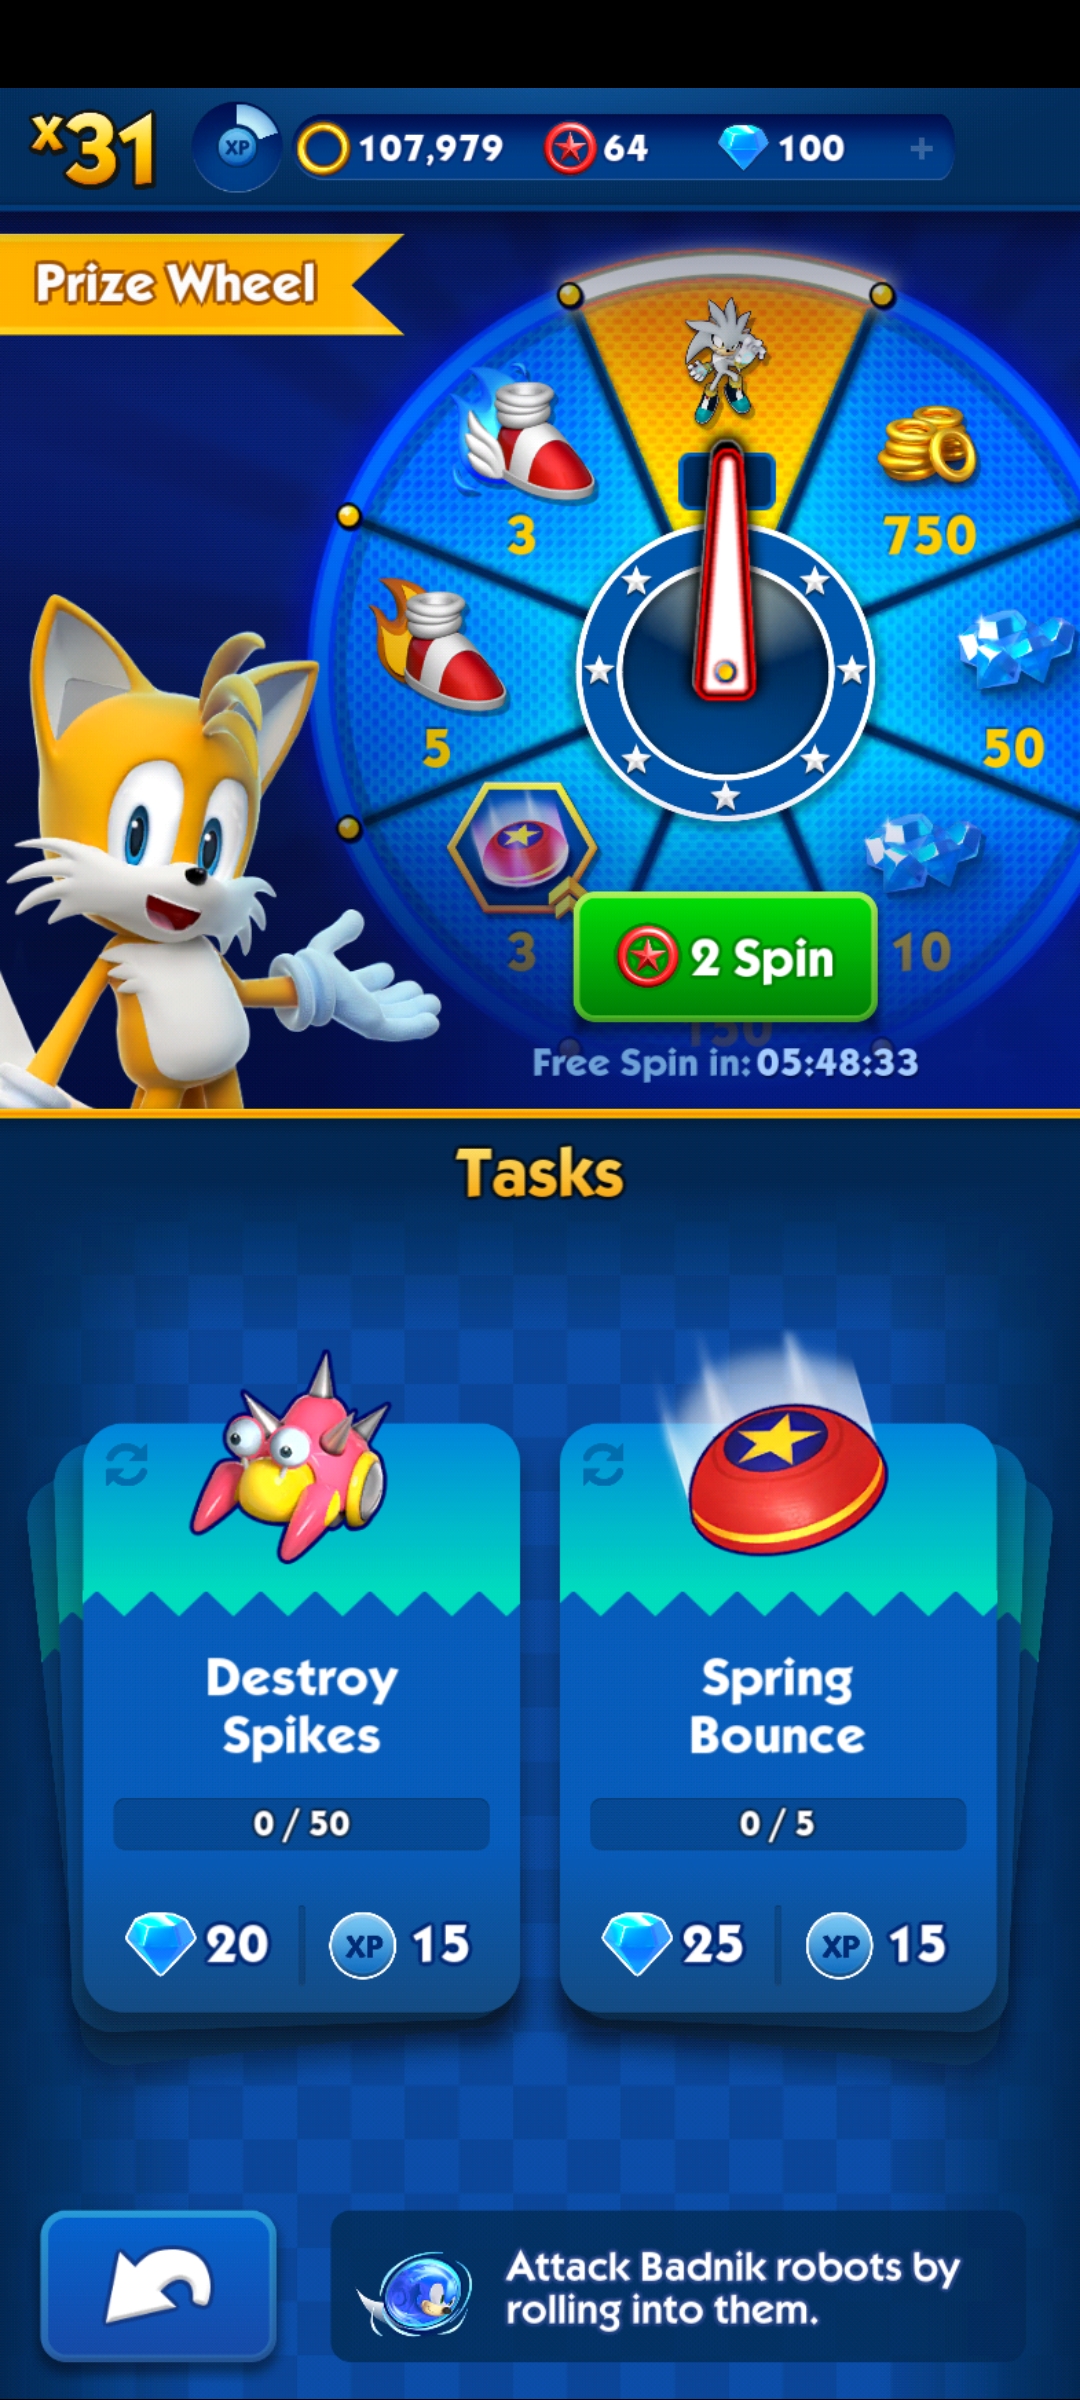 x31
XP
107,979
64
100
+
Prize Wheel
3
750
5
50
3
10
2 Spin
150
Free Spin in: 05:48:33
Tasks
Destroy
Spikes
0 / 50
20
XP 15
Spring
Bounce
0 / 5
25
XP 15
Attack Badnik robots by
rolling into them.